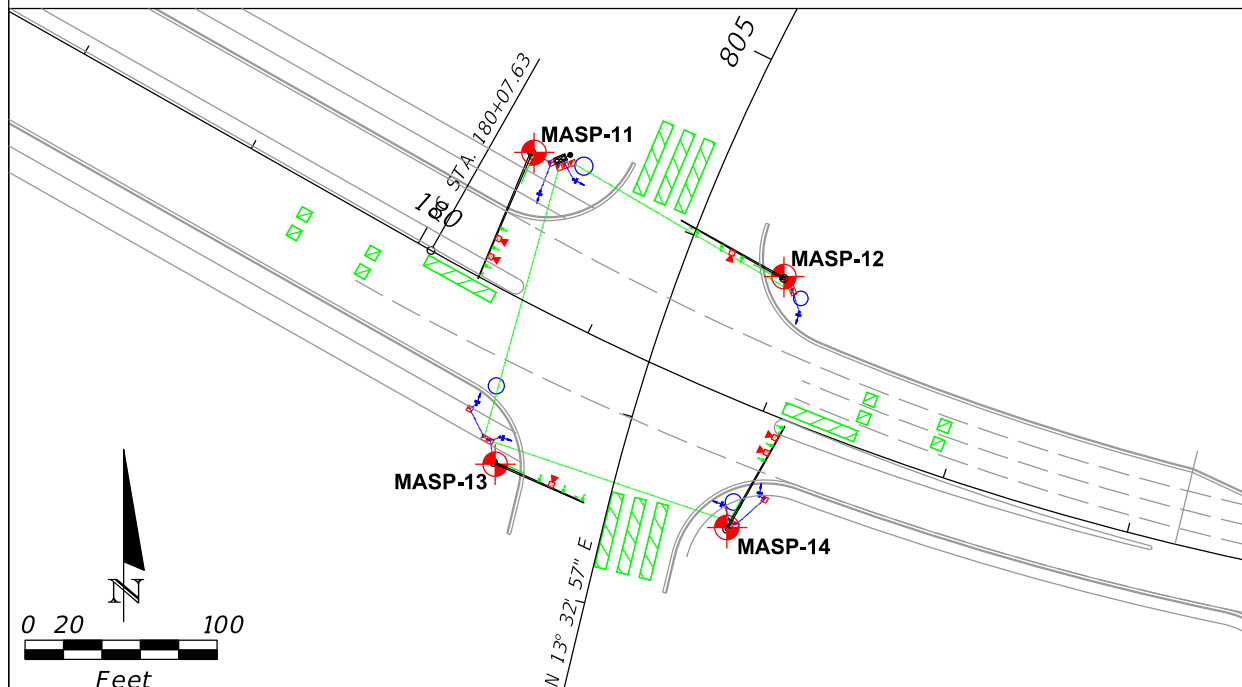 805
PC STA. 180+07.63
180
MASP-11
MASP-12
MASP-13
MASP-14
N 13° 32' 57" E
N
0 20 100
Feet